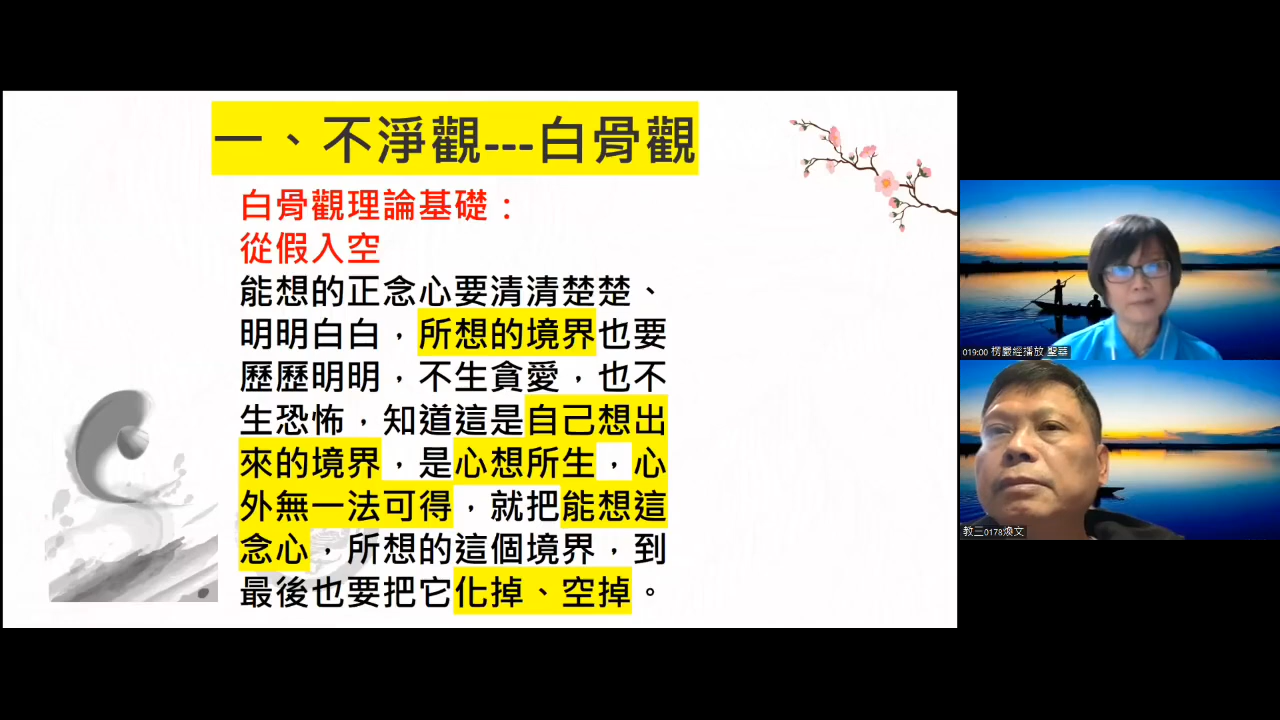 一、不淨觀---白骨觀
白骨觀理論基礎：
從假入空
能想的正念心要清清楚楚、
明明白白，所想的境界也要
歷歷明明，不生貪愛，也不
生恐怖，知道這是自己想出
來的境界，是心想所生，心
外無一法可得，就把能想這
念心，所想的這個境界，到
最後也要把它化掉、空掉。
019:00 楞嚴經播放 聖華
教三0178煥文